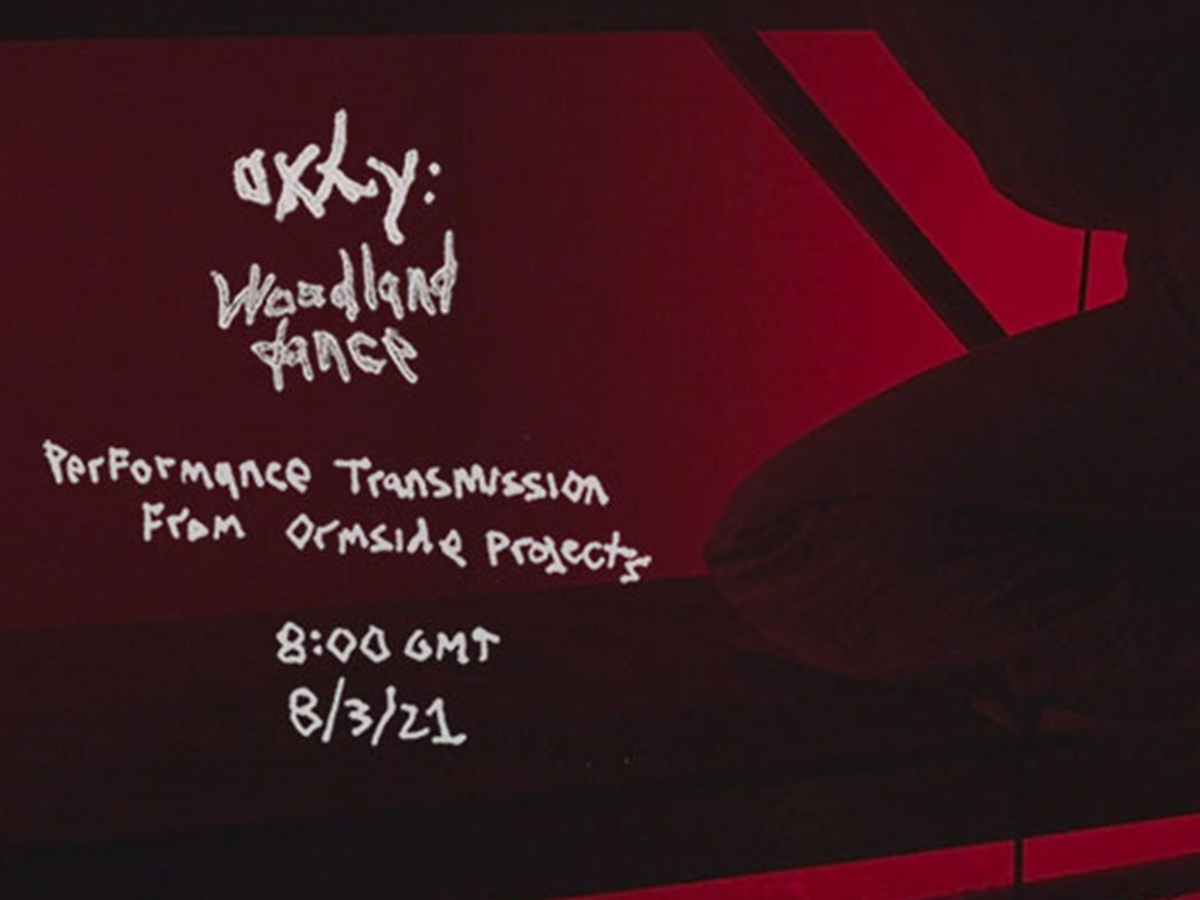 oxhy:
Woodland
dance
Performance Transmission
From Ormside Projects
8:00 GMT
8/3/21